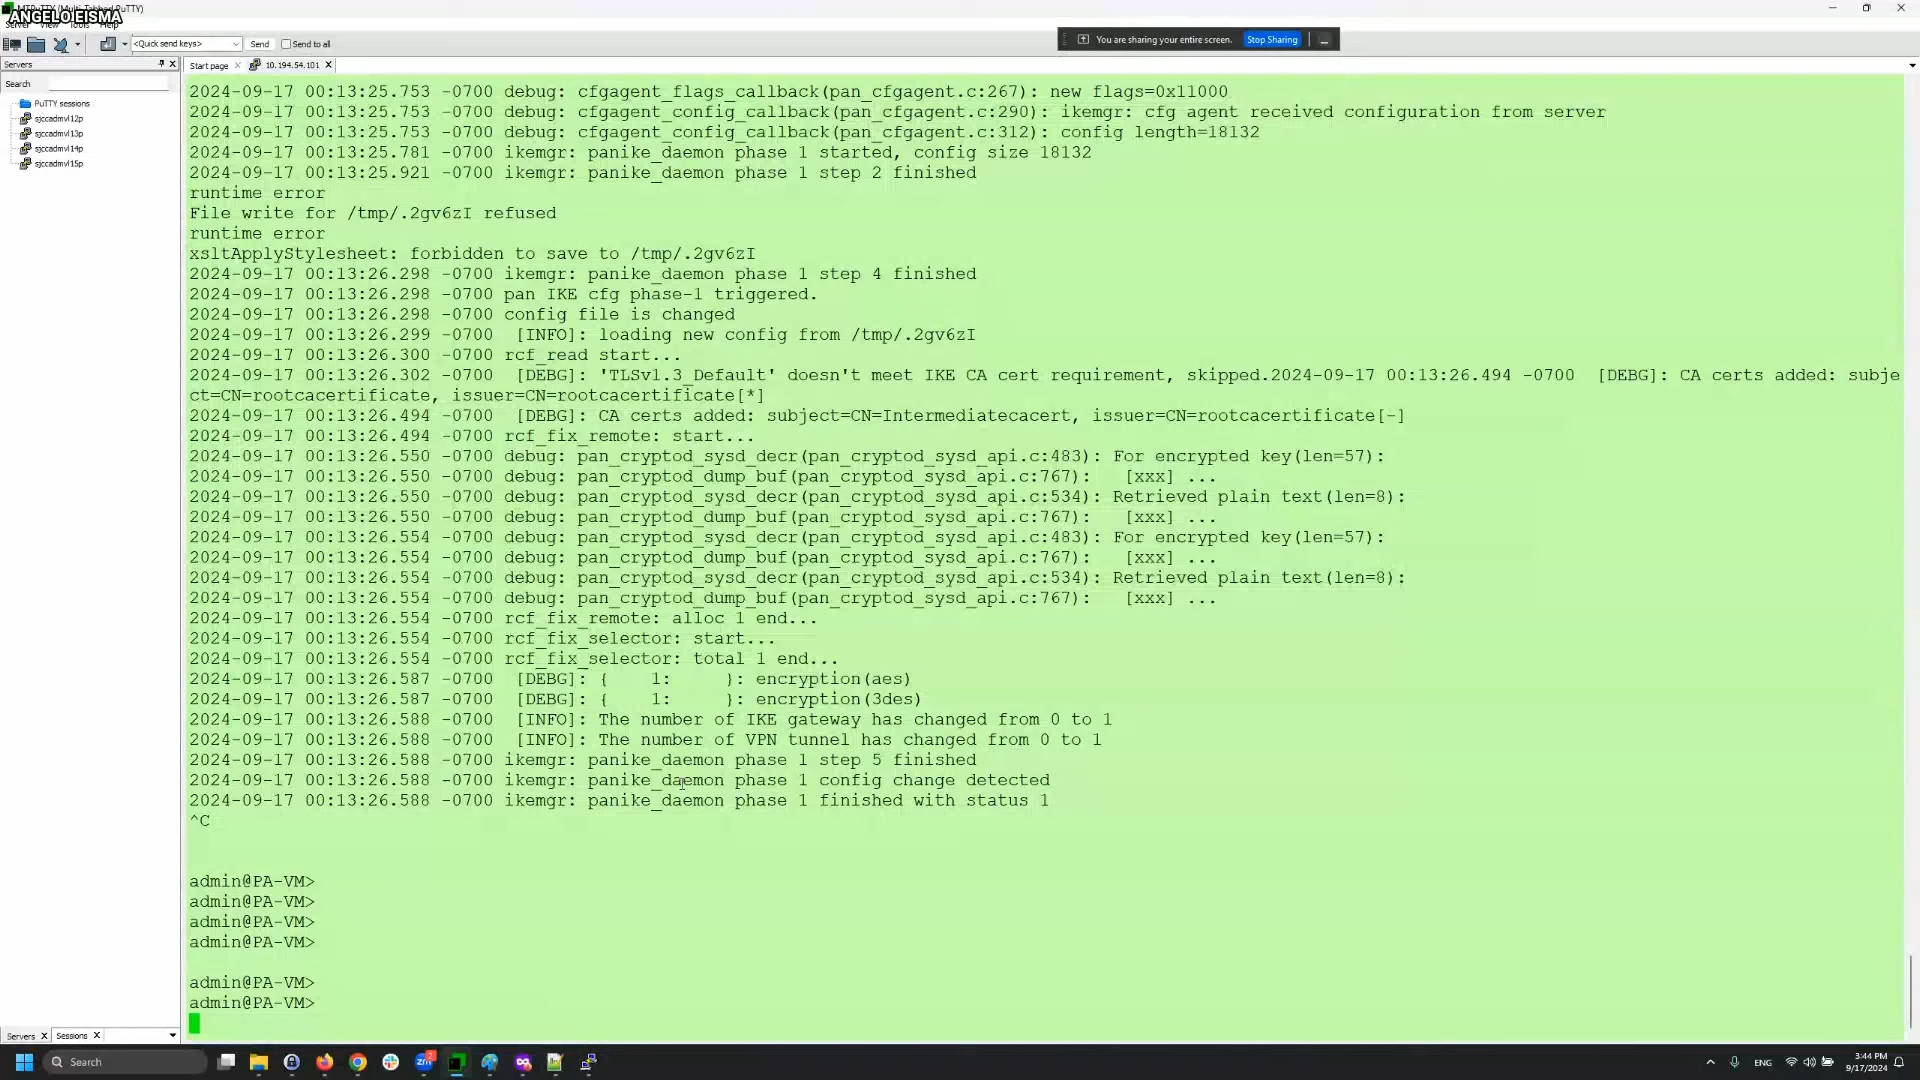 MTPuTTY (Multi-Tabbed PuTTY)
ANGELO EISMA
Server View Tools Help
<Quick send keys> Send Send to all
You are sharing your entire screen. Stop Sharing
Servers
Start page 10.194.54.101
Search
PuTTY sessions
sjccadmvl12p
sjccadmvl13p
sjccadmvl14p
sjccadmvl15p
2024-09-17 00:13:25.753 -0700 debug: cfgagent_flags_callback(pan_cfgagent.c:267): new flags=0x11000
2024-09-17 00:13:25.753 -0700 debug: cfgagent_config_callback(pan_cfgagent.c:290): ikemgr: cfg agent received configuration from server
2024-09-17 00:13:25.753 -0700 debug: cfgagent_config_callback(pan_cfgagent.c:312): config length=18132
2024-09-17 00:13:25.781 -0700 ikemgr: panike_daemon phase 1 started, config size 18132
2024-09-17 00:13:25.921 -0700 ikemgr: panike_daemon phase 1 step 2 finished
runtime error
File write for /tmp/.2gv6zI refused
runtime error
xsltApplyStylesheet: forbidden to save to /tmp/.2gv6zI
2024-09-17 00:13:26.298 -0700 ikemgr: panike_daemon phase 1 step 4 finished
2024-09-17 00:13:26.298 -0700 pan IKE cfg phase-1 triggered.
2024-09-17 00:13:26.298 -0700 config file is changed
2024-09-17 00:13:26.299 -0700 [INFO]: loading new config from /tmp/.2gv6zI
2024-09-17 00:13:26.300 -0700 rcf_read start...
2024-09-17 00:13:26.302 -0700 [DEBG]: 'TLSv1.3_Default' doesn't meet IKE CA cert requirement, skipped.2024-09-17 00:13:26.494 -0700 [DEBG]: CA certs added: subje
ct=CN=rootcacertificate, issuer=CN=rootcacertificate[*]
2024-09-17 00:13:26.494 -0700 [DEBG]: CA certs added: subject=CN=Intermediatecacert, issuer=CN=rootcacertificate[-]
2024-09-17 00:13:26.494 -0700 rcf_fix_remote: start...
2024-09-17 00:13:26.550 -0700 debug: pan_cryptod_sysd_decr(pan_cryptod_sysd_api.c:483): For encrypted key(len=57):
2024-09-17 00:13:26.550 -0700 debug: pan_cryptod_dump_buf(pan_cryptod_sysd_api.c:767): [xxx] ...
2024-09-17 00:13:26.550 -0700 debug: pan_cryptod_sysd_decr(pan_cryptod_sysd_api.c:534): Retrieved plain text(len=8):
2024-09-17 00:13:26.550 -0700 debug: pan_cryptod_dump_buf(pan_cryptod_sysd_api.c:767): [xxx] ...
2024-09-17 00:13:26.554 -0700 debug: pan_cryptod_sysd_decr(pan_cryptod_sysd_api.c:483): For encrypted key(len=57):
2024-09-17 00:13:26.554 -0700 debug: pan_cryptod_dump_buf(pan_cryptod_sysd_api.c:767): [xxx] ...
2024-09-17 00:13:26.554 -0700 debug: pan_cryptod_sysd_decr(pan_cryptod_sysd_api.c:534): Retrieved plain text(len=8):
2024-09-17 00:13:26.554 -0700 debug: pan_cryptod_dump_buf(pan_cryptod_sysd_api.c:767): [xxx] ...
2024-09-17 00:13:26.554 -0700 rcf_fix_remote: alloc 1 end...
2024-09-17 00:13:26.554 -0700 rcf_fix_selector: start...
2024-09-17 00:13:26.554 -0700 rcf_fix_selector: total 1 end...
2024-09-17 00:13:26.587 -0700 [DEBG]: { 1: }: encryption(aes)
2024-09-17 00:13:26.587 -0700 [DEBG]: { 1: }: encryption(3des)
2024-09-17 00:13:26.588 -0700 [INFO]: The number of IKE gateway has changed from 0 to 1
2024-09-17 00:13:26.588 -0700 [INFO]: The number of VPN tunnel has changed from 0 to 1
2024-09-17 00:13:26.588 -0700 ikemgr: panike_daemon phase 1 step 5 finished
2024-09-17 00:13:26.588 -0700 ikemgr: panike_daemon phase 1 config change detected
2024-09-17 00:13:26.588 -0700 ikemgr: panike_daemon phase 1 finished with status 1
^C
admin@PA-VM>
admin@PA-VM>
admin@PA-VM>
admin@PA-VM>
admin@PA-VM>
admin@PA-VM>
Servers Sessions
Search
ENG
3:44 PM
9/17/2024